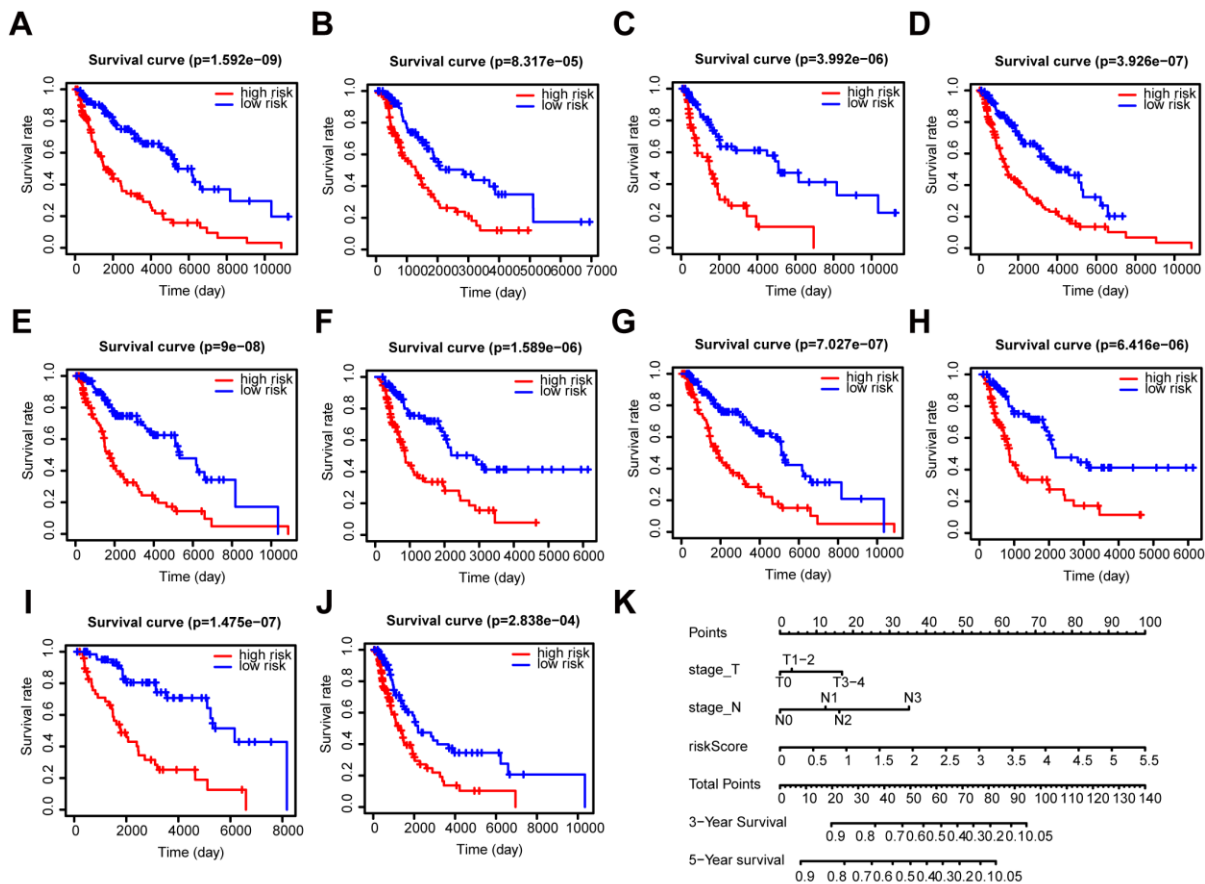 A
Survival curve (p=1.592e−09)
high risk
low risk
Survival rate
0.0 0.2 0.4 0.6 0.8 1.0
0 2000 4000 6000 8000 10000
Time (day)
B
Survival curve (p=8.317e−05)
high risk
low risk
Survival rate
0.0 0.2 0.4 0.6 0.8 1.0
0 1000 2000 3000 4000 5000 6000 7000
Time (day)
C
Survival curve (p=3.992e−06)
high risk
low risk
Survival rate
0.0 0.2 0.4 0.6 0.8 1.0
0 2000 4000 6000 8000 10000
Time (day)
D
Survival curve (p=3.926e−07)
high risk
low risk
Survival rate
0.0 0.2 0.4 0.6 0.8 1.0
0 2000 4000 6000 8000 10000
Time (day)
E
Survival curve (p=9e−08)
high risk
low risk
Survival rate
0.0 0.2 0.4 0.6 0.8 1.0
0 2000 4000 6000 8000 10000
Time (day)
F
Survival curve (p=1.589e−06)
high risk
low risk
Survival rate
0.0 0.2 0.4 0.6 0.8 1.0
0 1000 2000 3000 4000 5000 6000
Time (day)
G
Survival curve (p=7.027e−07)
high risk
low risk
Survival rate
0.0 0.2 0.4 0.6 0.8 1.0
0 2000 4000 6000 8000 10000
Time (day)
H
Survival curve (p=6.416e−06)
high risk
low risk
Survival rate
0.0 0.2 0.4 0.6 0.8 1.0
0 1000 2000 3000 4000 5000 6000
Time (day)
I
Survival curve (p=1.475e−07)
high risk
low risk
Survival rate
0.0 0.2 0.4 0.6 0.8 1.0
0 2000 4000 6000 8000
Time (day)
J
Survival curve (p=2.838e−04)
high risk
low risk
Survival rate
0.0 0.2 0.4 0.6 0.8 1.0
0 2000 4000 6000 8000 10000
Time (day)
K
Points
0 10 20 30 40 50 60 70 80 90 100
stage_T
T1−2
T0 T3−4
stage_N
N1 N3
N0 N2
riskScore
0 0.5 1 1.5 2 2.5 3 3.5 4 4.5 5 5.5
Total Points
0 10 20 30 40 50 60 70 80 90 100 110 120 130 140
3−Year Survival
0.9 0.8 0.7 0.6 0.5 0.4 0.3 0.2 0.1 0.05
5−Year survival
0.9 0.8 0.7 0.6 0.5 0.4 0.3 0.2 0.1 0.05